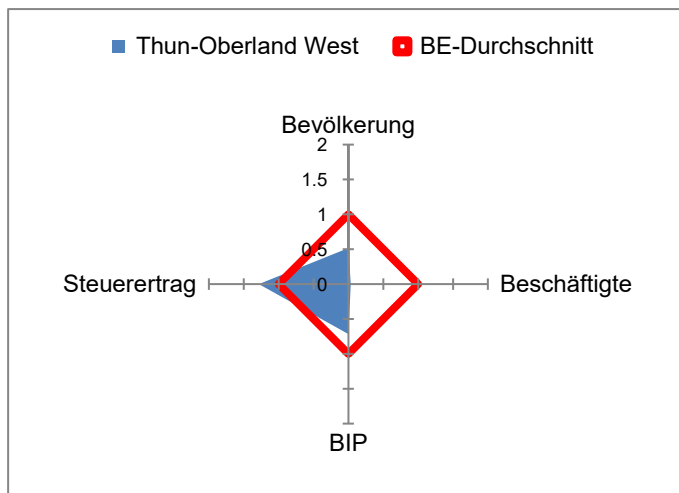 Thun-Oberland West BE-Durchschnitt
Bevölkerung
2
1.5
1
0.5
Steuerertrag 0 Beschäftigte
BIP